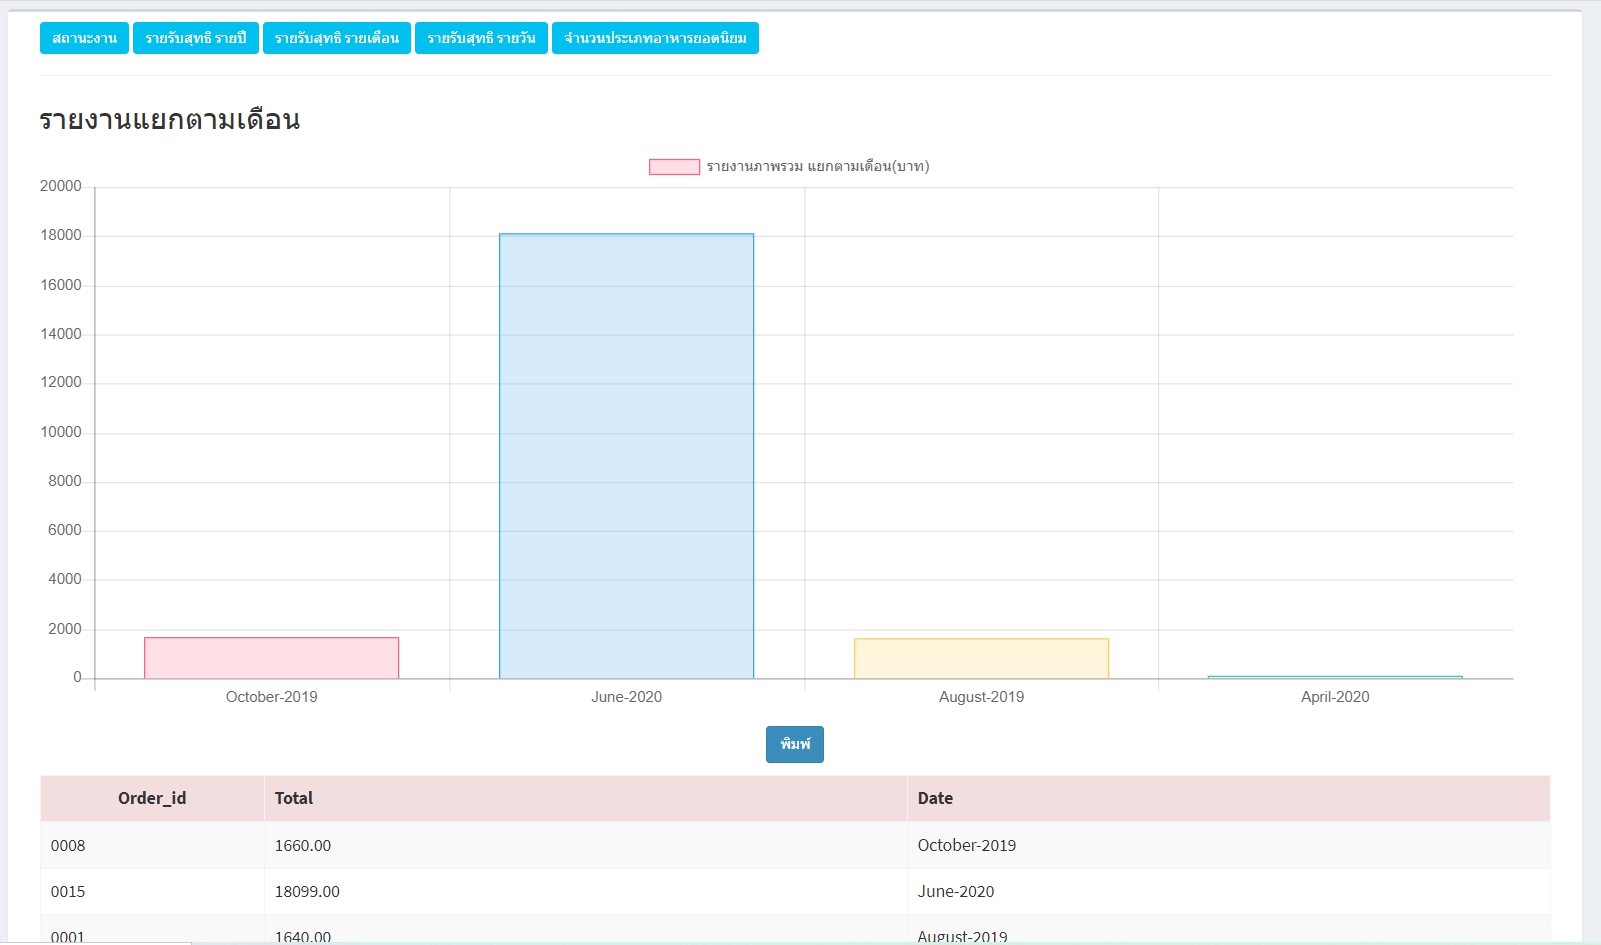 สถานะงาน รายรับสุทธิ รายปี รายรับสุทธิ รายเดือน รายรับสุทธิ รายวัน จำนวนประเภทอาหารยอดนิยม
รายงานแยกตามเดือน
รายงานภาพรวม แยกตามเดือน(บาท)
20000
18000
16000
14000
12000
10000
8000
6000
4000
2000
0
October-2019 June-2020 August-2019 April-2020
พิมพ์
Order_id Total Date
0008 1660.00 October-2019
0015 18099.00 June-2020
0001 1640.00 August-2019